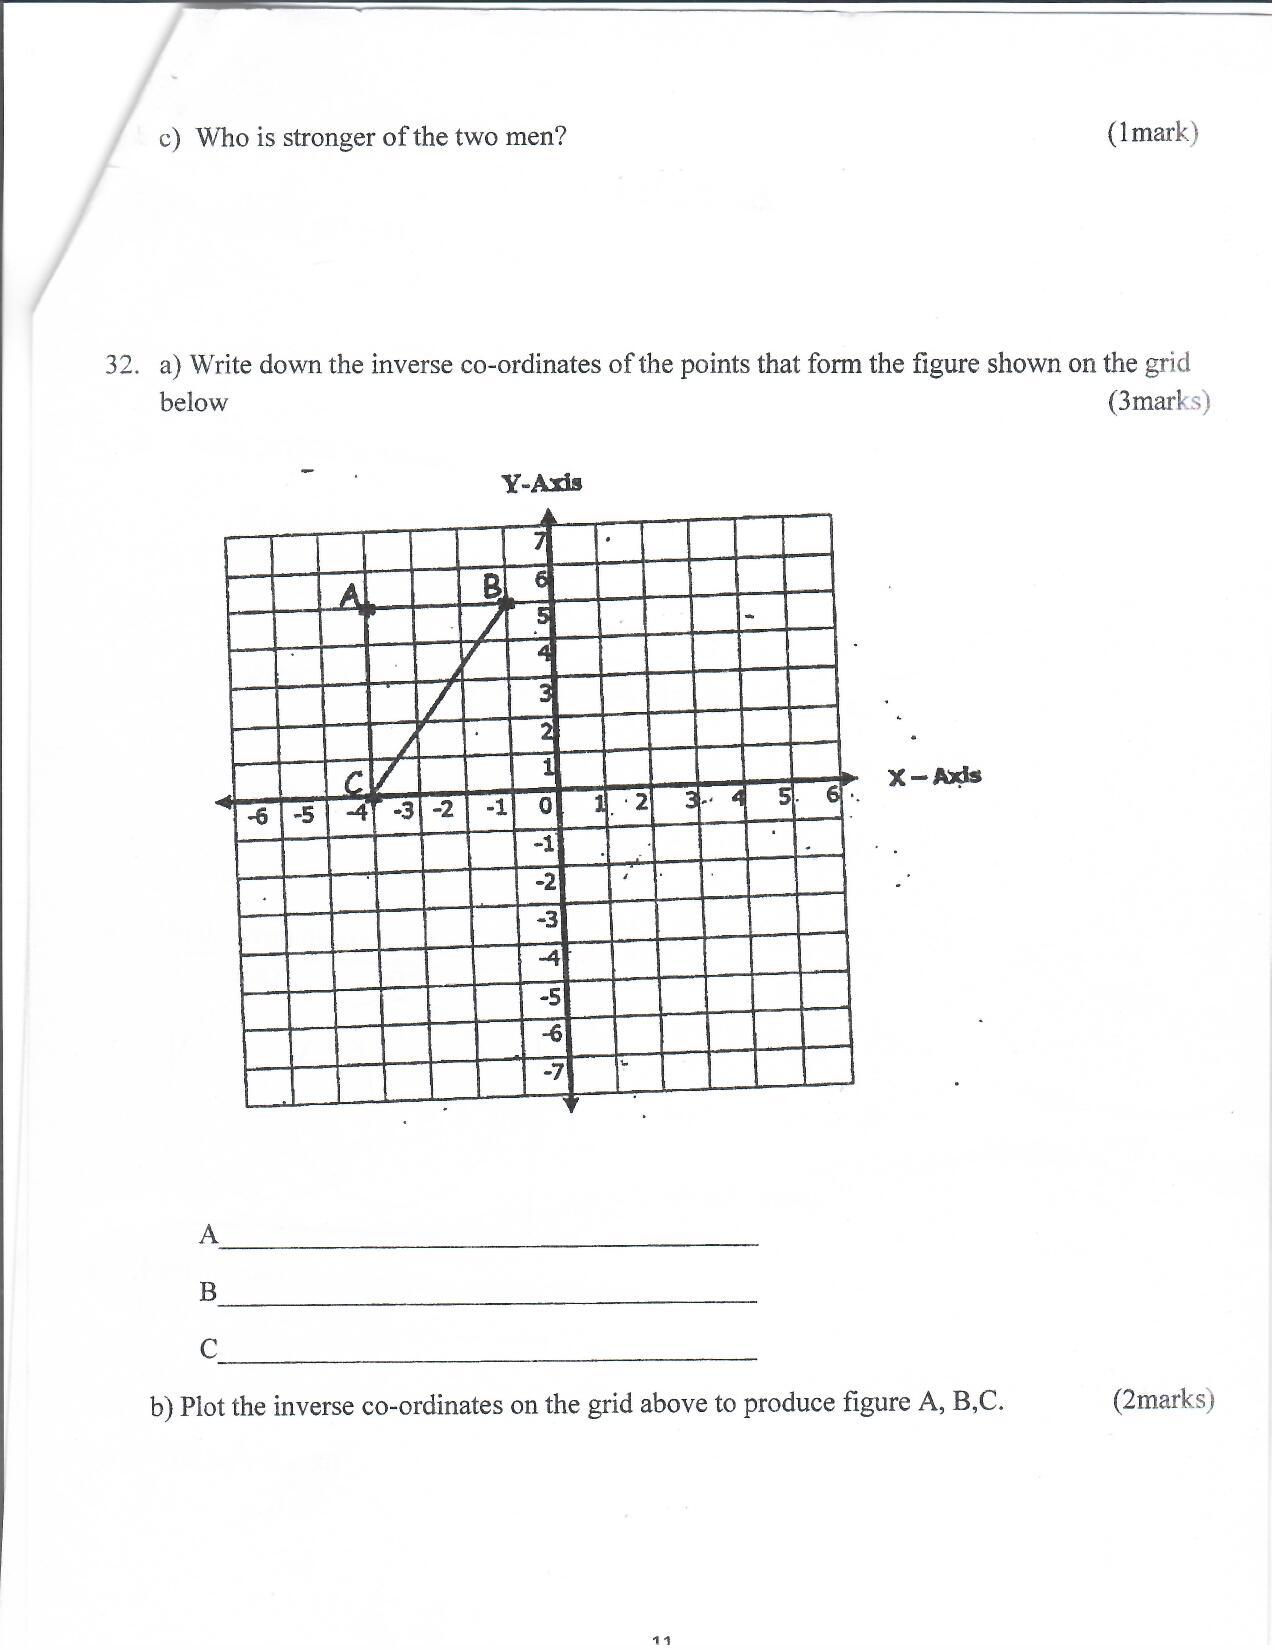 c) Who is stronger of the two men? (1mark)
32. a) Write down the inverse co-ordinates of the points that form the figure shown on the grid
below (3marks)
Y-Axis
7
6
5
4
3
2
1
A
B
C
X - Axis
-6 -5 -4 -3 -2 -1 0 1 2 3 4 5 6
-1
-2
-3
-4
-5
-6
-7
A
B
C
b) Plot the inverse co-ordinates on the grid above to produce figure A, B,C. (2marks)
11